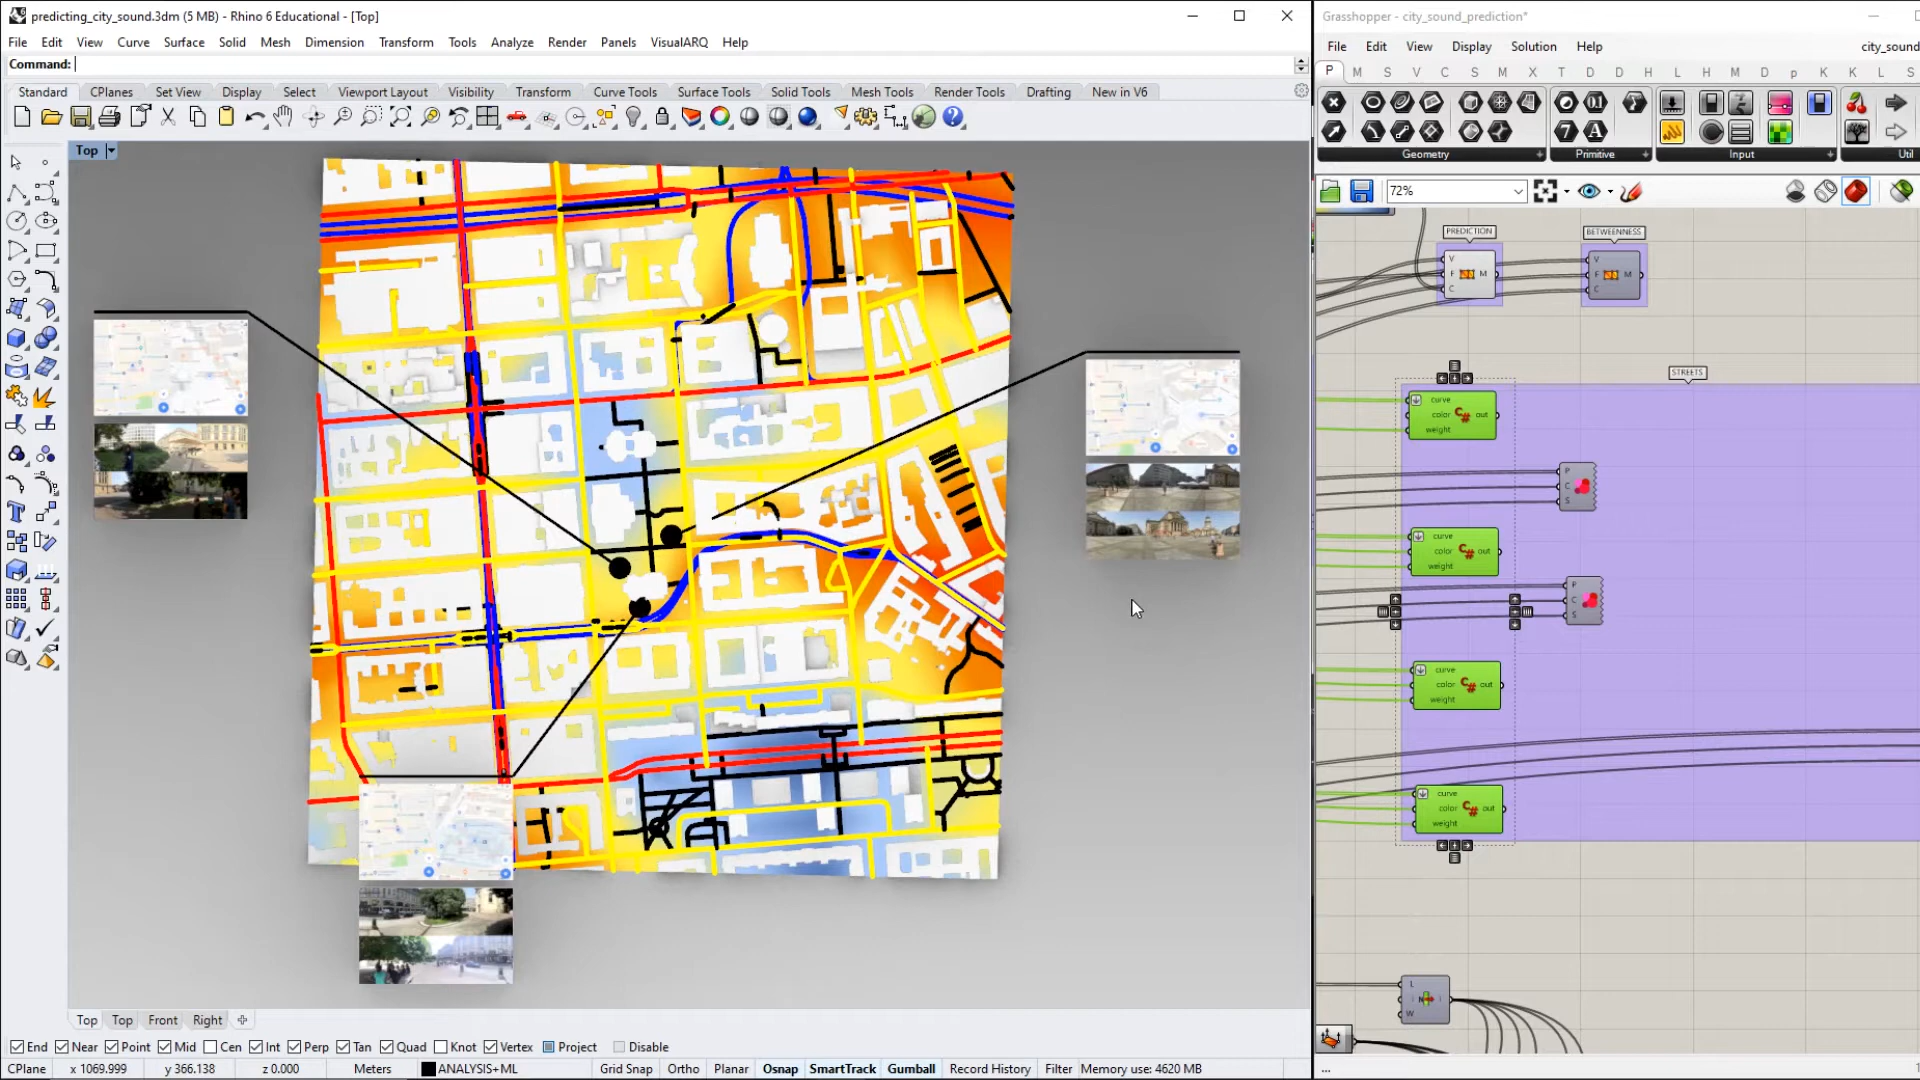 predicting_city_sound.3dm (5 MB) - Rhino 6 Educational - [Top]
File Edit View Curve Surface Solid Mesh Dimension Transform Tools Analyze Render Panels VisualARQ Help
Command:
Standard CPlanes Set View Display Select Viewport Layout Visibility Transform Curve Tools Surface Tools Solid Tools Mesh Tools Render Tools Drafting New in V6
Top
Top Top Front Right
End Near Point Mid Cen Int Perp Tan Quad Knot Vertex Project Disable
CPlane x 1069.999 y 366.138 z 0.000 Meters ANALYSIS+ML Grid Snap Ortho Planar Osnap SmartTrack Gumball Record History Filter Memory use: 4620 MB
Grasshopper - city_sound_prediction*
File Edit View Display Solution Help city_sound
P M S V C S M X T D D H L H M D p K K L S
Geometry Primitive Input Util
72%
PREDICTION BETWEENNESS
V
F M
C
V
F M
C
STREETS
curve
color C# out
weight
P
C
S
curve
color C# out
weight
P
C
S
curve
color C# out
weight
curve
color C# out
weight
L
W
...